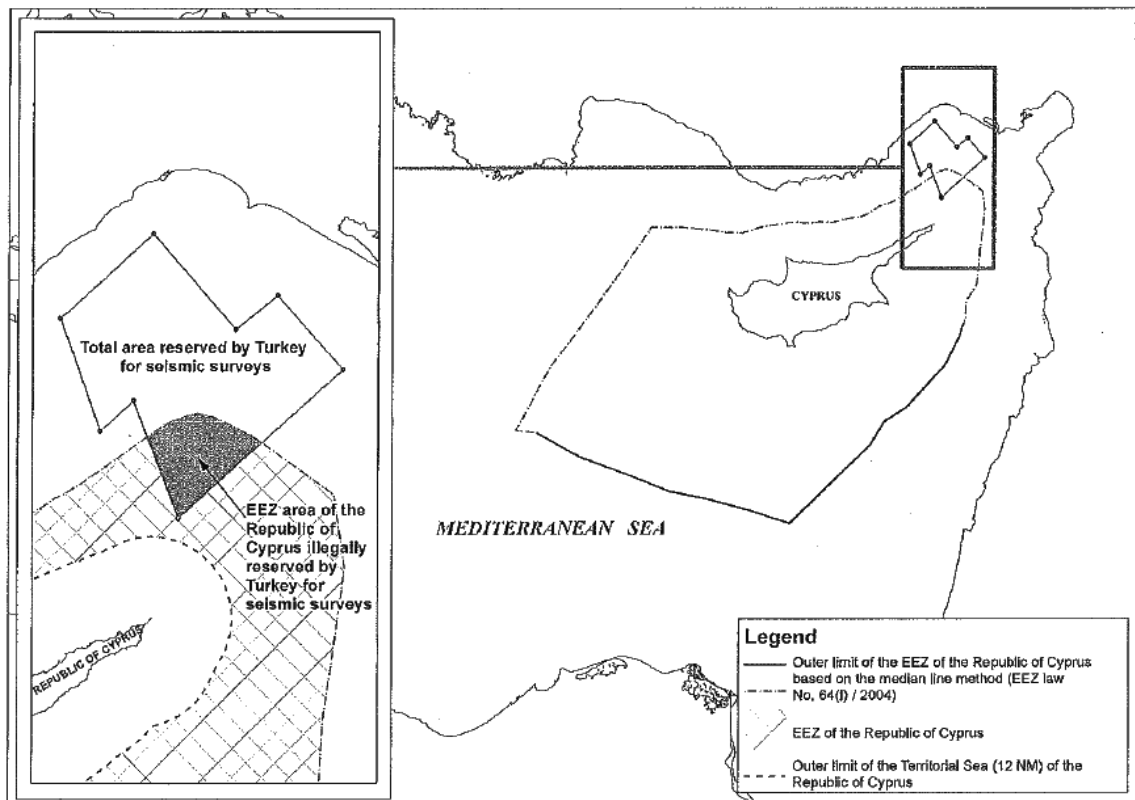 Total area reserved by Turkey
for seismic surveys
EEZ area of the
Republic of
Cyprus illegally
reserved by
Turkey for
seismic surveys
REPUBLIC OF CYPRUS
CYPRUS
MEDITERRANEAN SEA
Legend
Outer limit of the EEZ of the Republic of Cyprus
based on the median line method (EEZ law
No, 64(I) / 2004)
EEZ of the Republic of Cyprus
Outer limit of the Territorial Sea (12 NM) of the
Republic of Cyprus